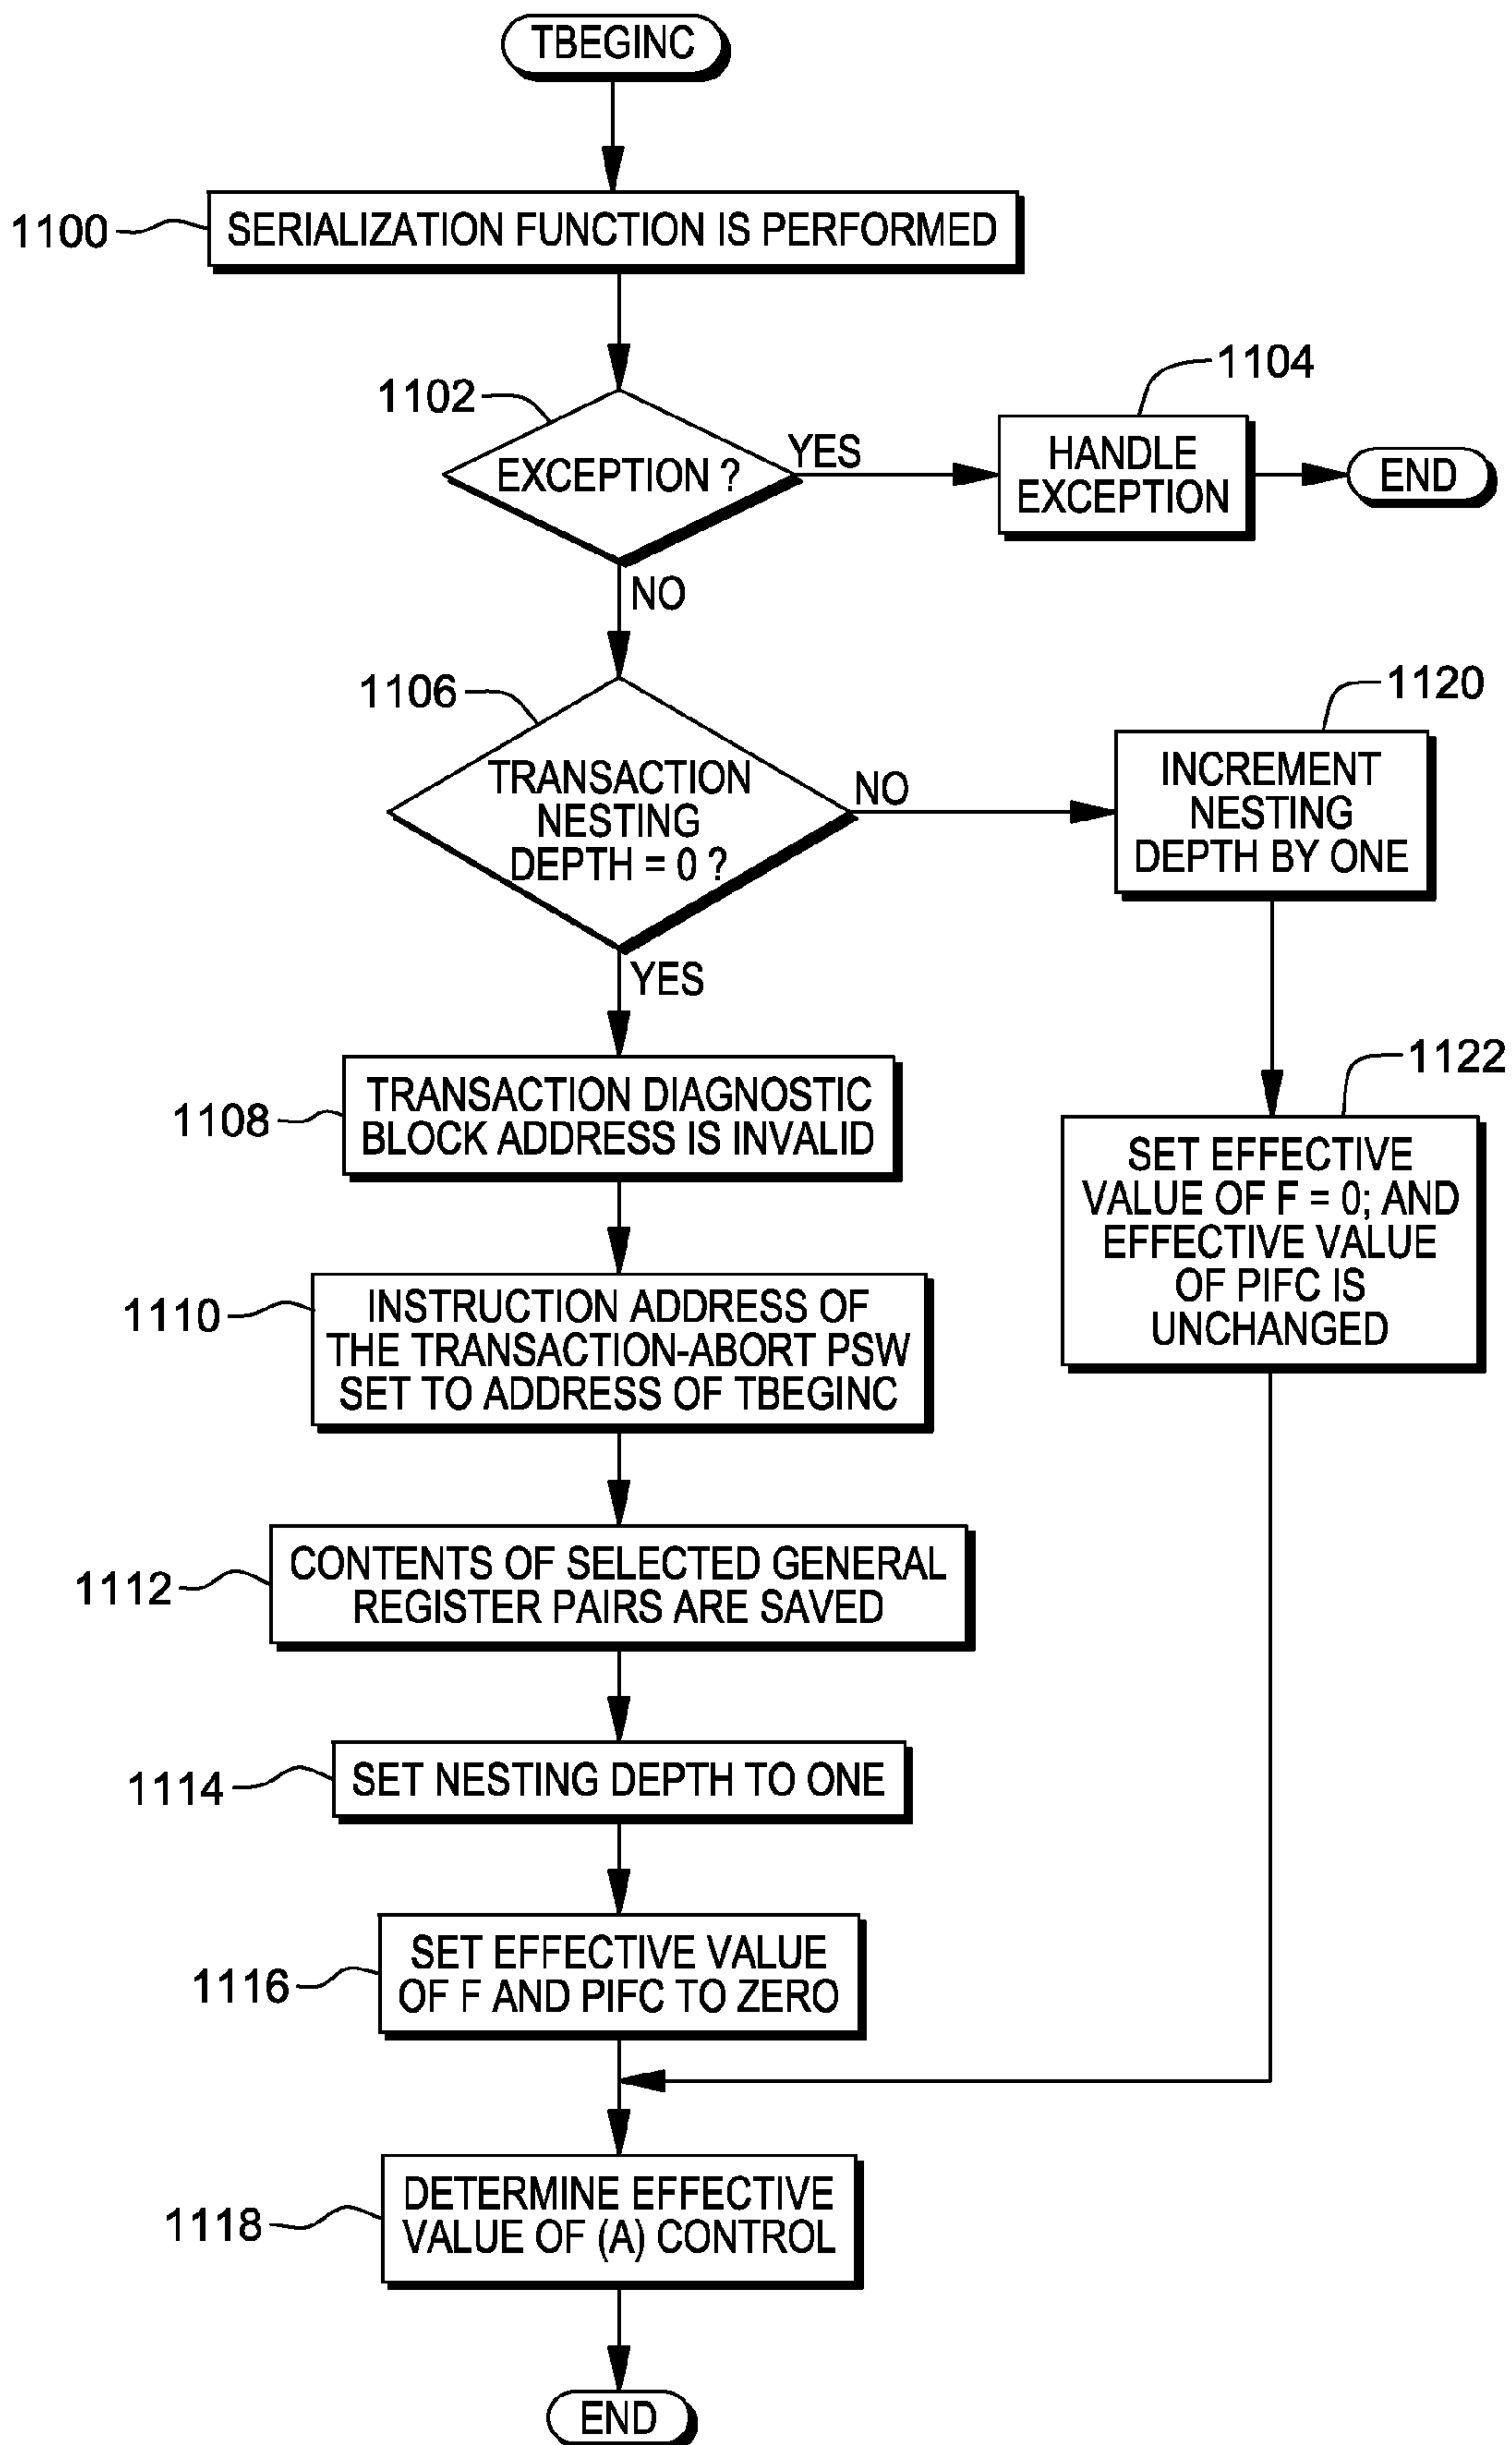 TBEGINC
1100
SERIALIZATION FUNCTION IS PERFORMED
1102
EXCEPTION ?
YES
1104
HANDLE
EXCEPTION
END
NO
1106
TRANSACTION
NESTING
DEPTH = 0 ?
NO
1120
INCREMENT
NESTING
DEPTH BY ONE
YES
1108
TRANSACTION DIAGNOSTIC
BLOCK ADDRESS IS INVALID
1122
SET EFFECTIVE
VALUE OF F = 0; AND
EFFECTIVE VALUE
OF PIFC IS
UNCHANGED
1110
INSTRUCTION ADDRESS OF
THE TRANSACTION-ABORT PSW
SET TO ADDRESS OF TBEGINC
1112
CONTENTS OF SELECTED GENERAL
REGISTER PAIRS ARE SAVED
1114
SET NESTING DEPTH TO ONE
1116
SET EFFECTIVE VALUE
OF F AND PIFC TO ZERO
1118
DETERMINE EFFECTIVE
VALUE OF (A) CONTROL
END